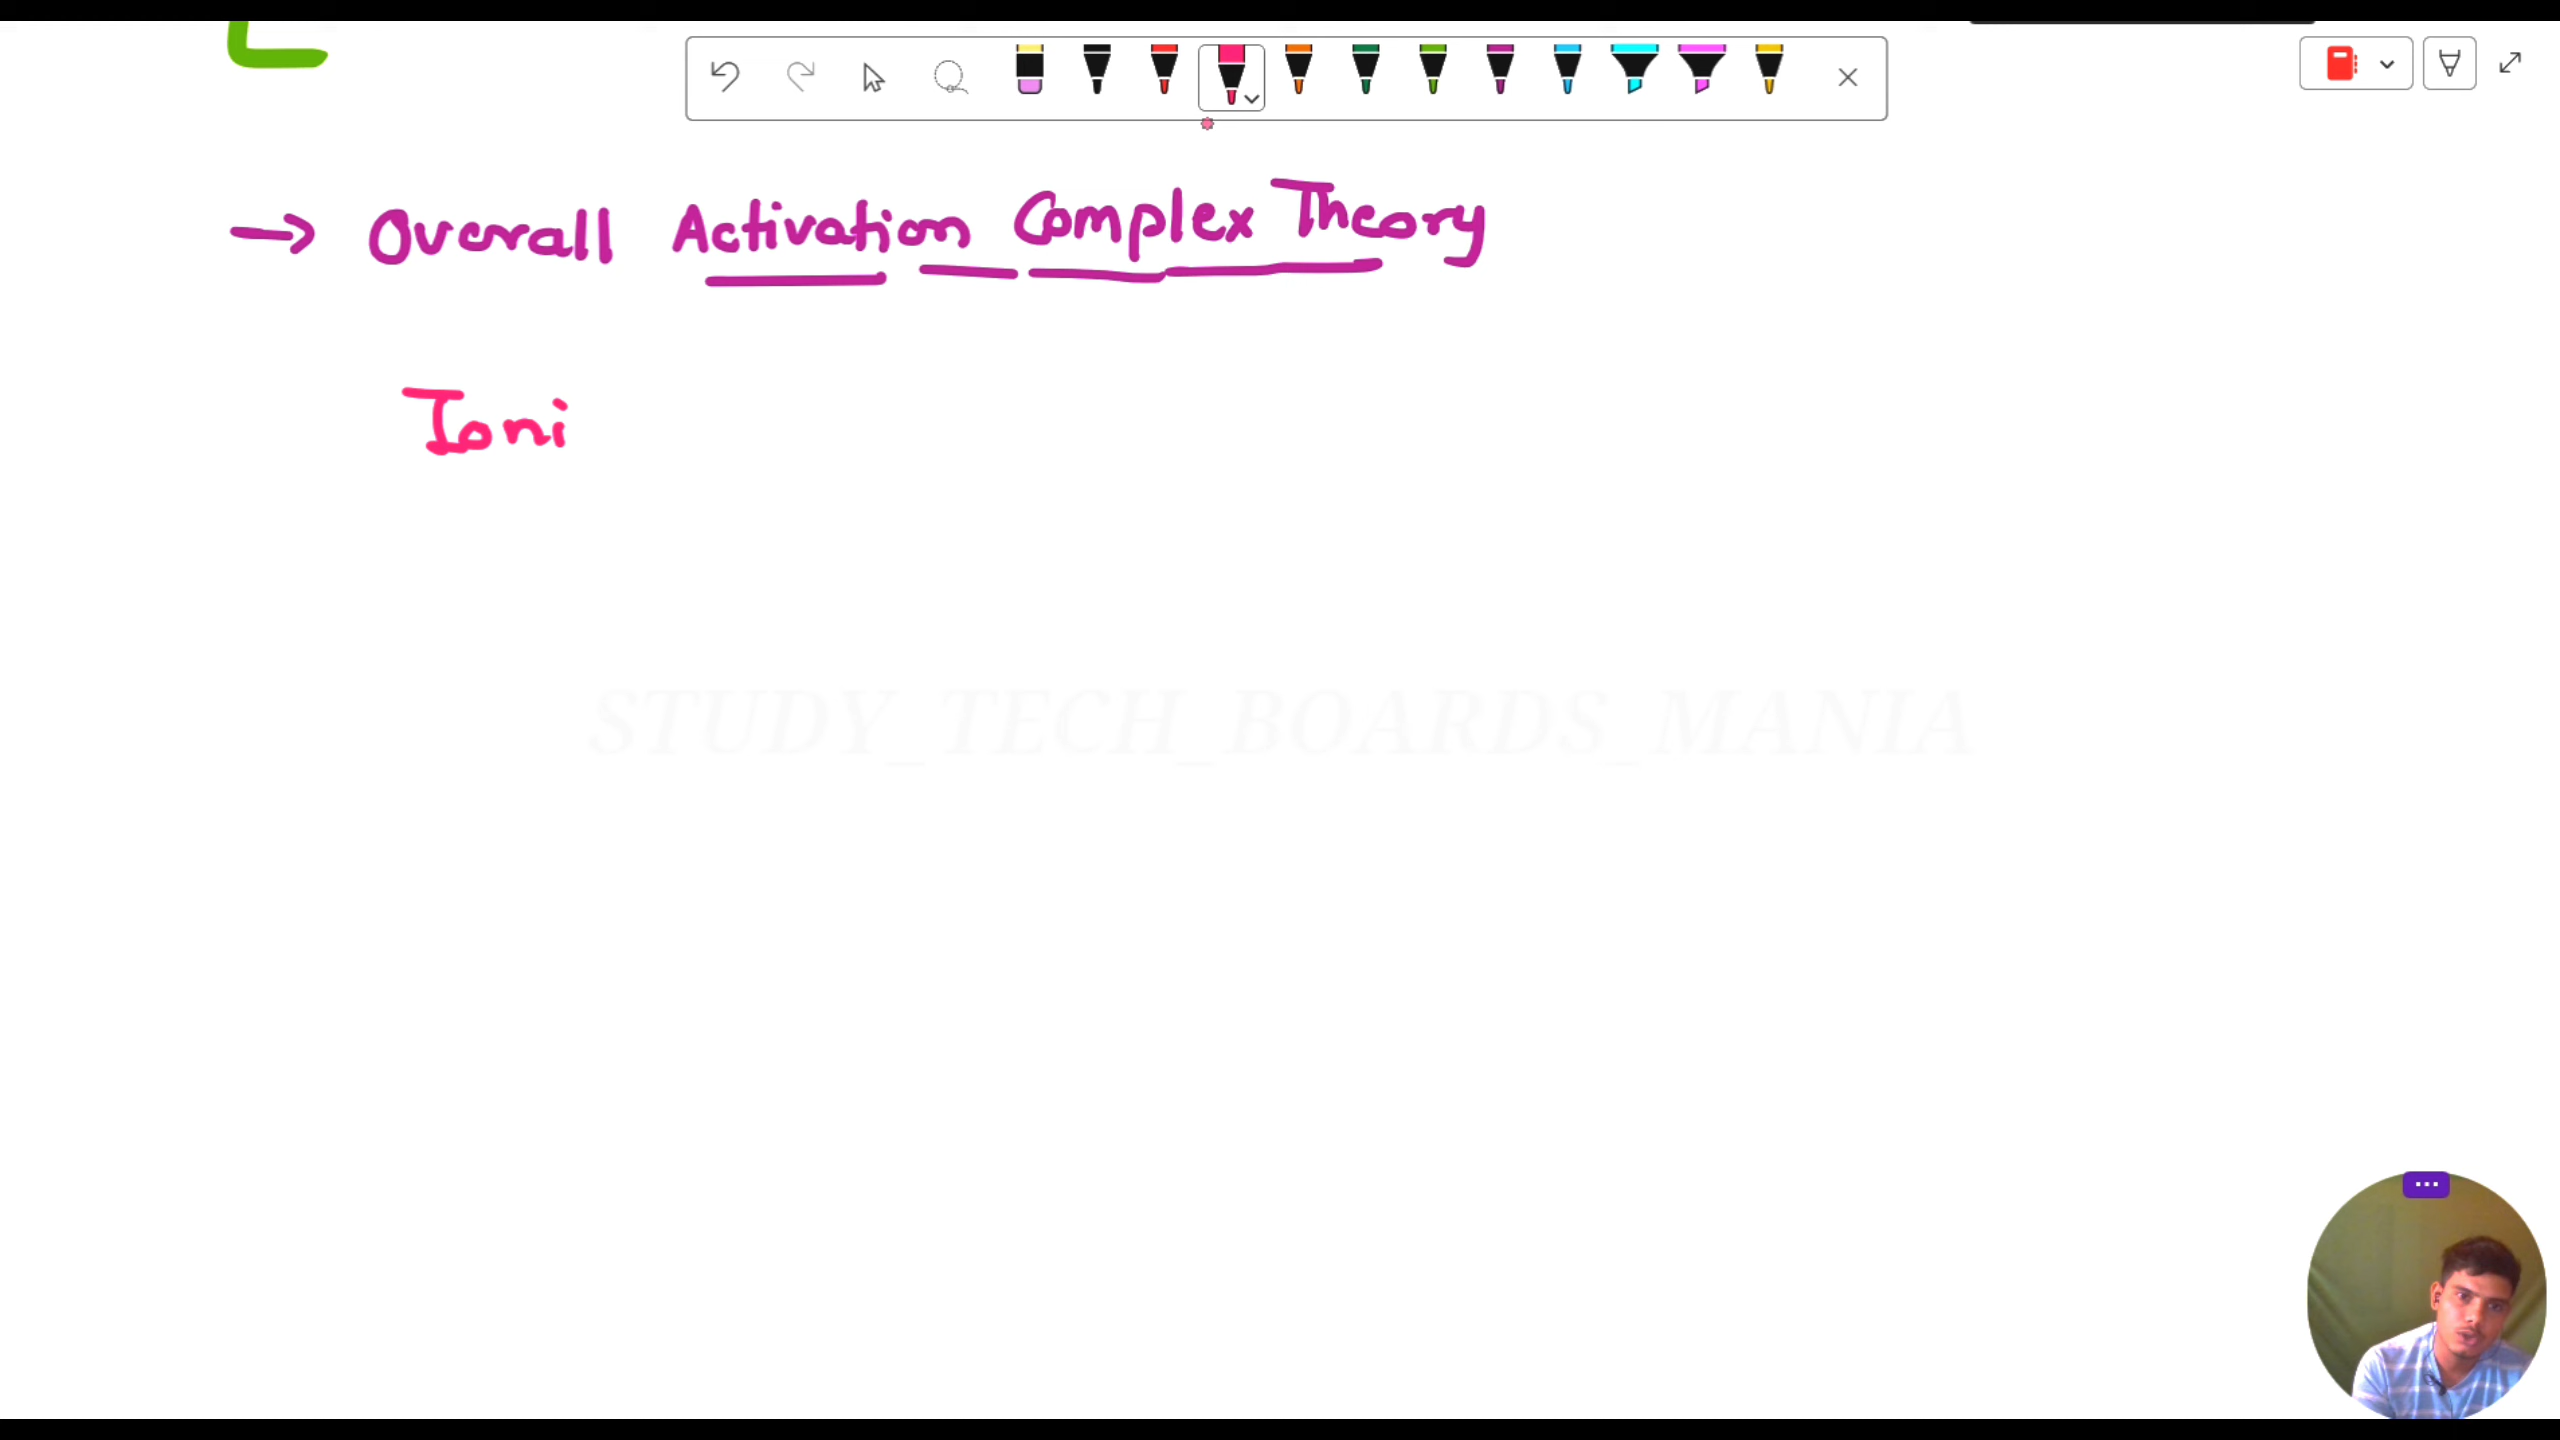 → Overall Activation Complex Theory
Ioni
STUDY_TECH_BOARDS_MANIA